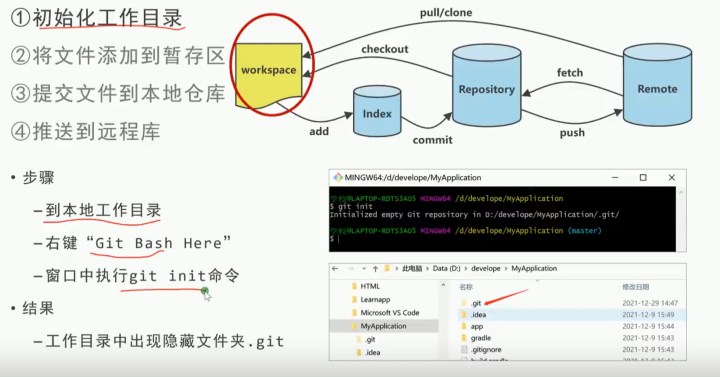 ①初始化工作目录
②将文件添加到暂存区
③提交文件到本地仓库
④推送到远程库
pull/clone
checkout
fetch
workspace
Index
Repository
Remote
add
commit
push
• 步骤
—到本地工作目录
—右键“Git Bash Here”
—窗口中执行git init命令
• 结果
—工作目录中出现隐藏文件夹.git
MINGW64:/d/develope/MyApplication
@LAPTOP-RDTS3AO5 MINGW64 /d/develope/MyApplication
$ git init
Initialized empty Git repository in D:/develope/MyApplication/.git/
@LAPTOP-RDTS3AO5 MINGW64 /d/develope/MyApplication (master)
$
此电脑 > Data (D:) > develope > MyApplication
名称 修改日期
HTML
Learnapp
Microsoft VS Code
MyApplication
.git
.idea
.git 2021-12-29 14:47
.idea 2021-12-9 15:49
app 2021-12-9 15:44
gradle 2021-12-9 15:43
.gitignore 2021-12-9 15:43